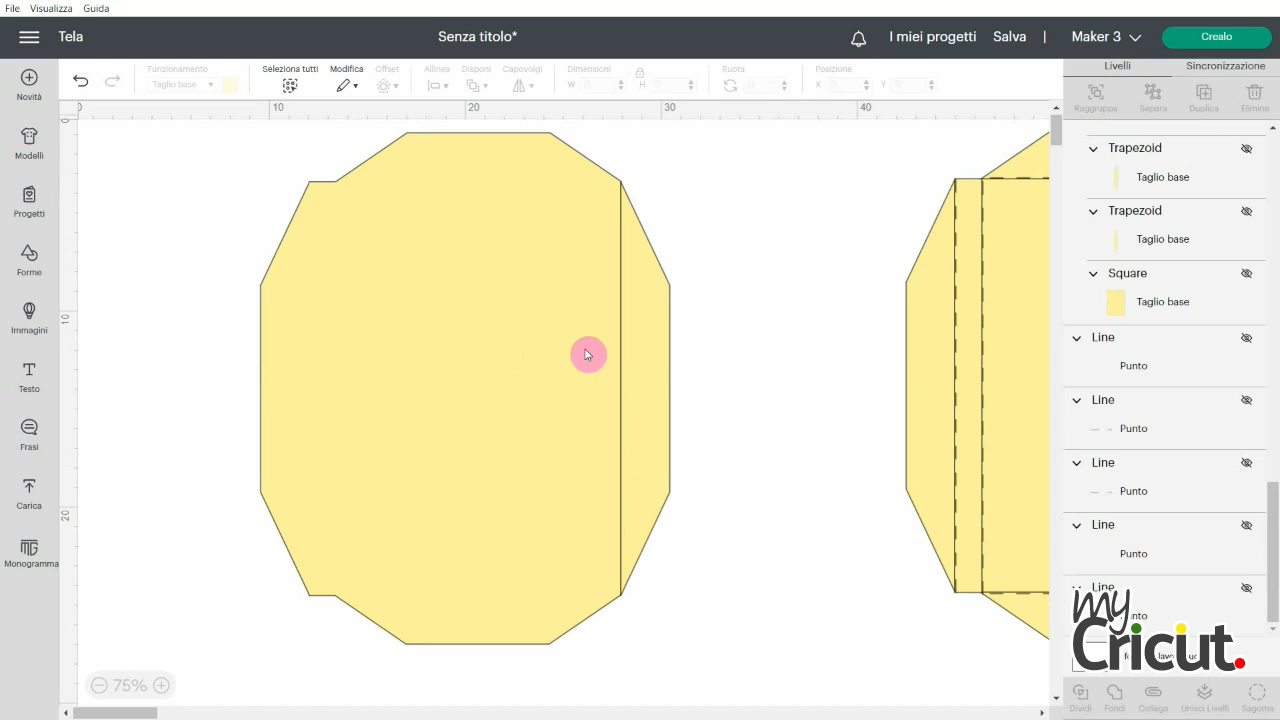 File Visualizza Guida
Tela
Senza titolo*
I miei progetti Salva | Maker 3
Crealo
Funzionamento
Taglio base
Seleziona tutti
Modifica
Offset
Allinea
Disponi
Capovolgi
Dimensioni
W
H
Ruota
Posizione
X
Y
Livelli
Sincronizzazione
Raggruppa
Separa
Duplica
Elimina
Novità
Modelli
Progetti
Forme
Immagini
Testo
Frasi
Carica
Monogramma
0 10 20 30 40
0
10
20
Trapezoid
Taglio base
Trapezoid
Taglio base
Square
Taglio base
Line
Punto
Line
Punto
Line
Punto
Line
Punto
Line
my
Cricut.
75%
Dividi
Fondi
Collega
Unisci Livelli
Sagoma